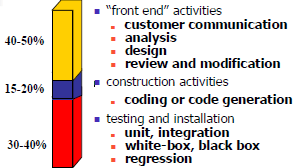 “front end” activities
customer communication
analysis
design
review and modification
construction activities
coding or code generation
testing and installation
unit, integration
white-box, black box
regression
40-50%
15-20%
30-40%